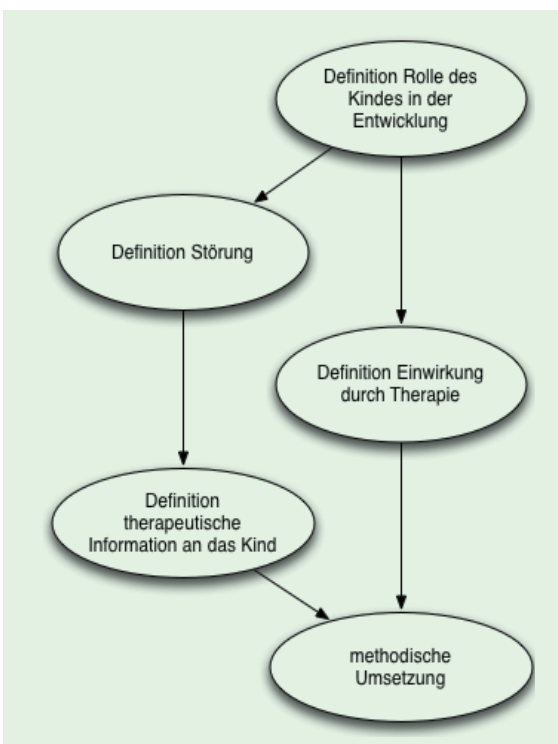 Definition Rolle des
Kindes in der
Entwicklung
Definition Störung
Definition Einwirkung
durch Therapie
Definition
therapeutische
Information an das Kind
methodische
Umsetzung